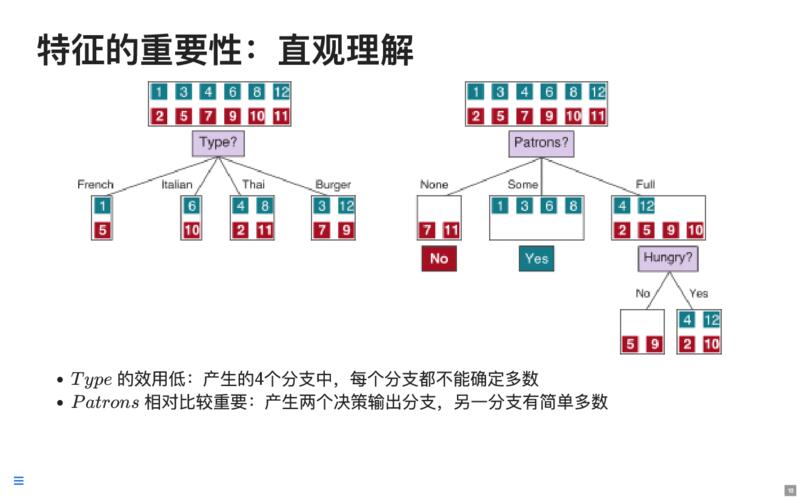 特征的重要性：直观理解
1 3 4 6 8 12
2 5 7 9 10 11
Type?
French Italian Thai Burger
1 6 4 8 3 12
5 10 2 11 7 9
1 3 4 6 8 12
2 5 7 9 10 11
Patrons?
None Some Full
1 3 6 8 4 12
7 11 2 5 9 10
No Yes Hungry?
No Yes
4 12
5 9 2 10
• Type 的效用低：产生的4个分支中，每个分支都不能确定多数
• Patrons 相对比较重要：产生两个决策输出分支，另一分支有简单多数